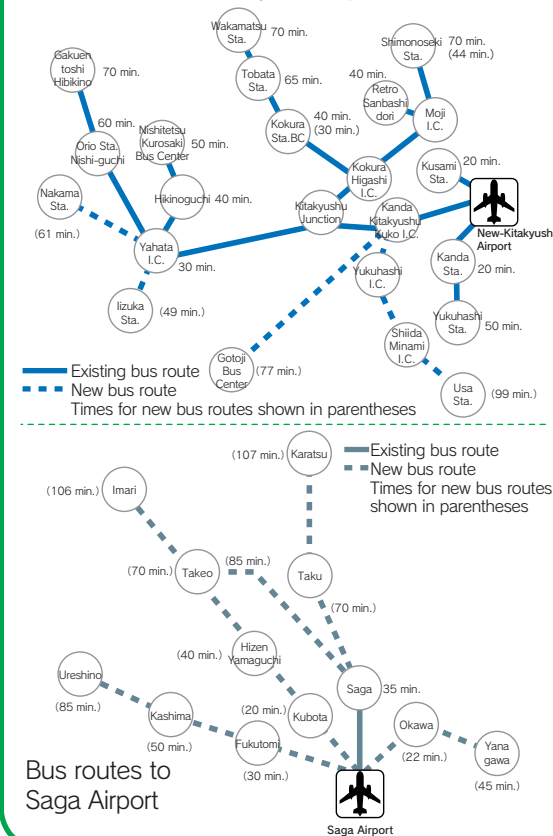 Wakamatsu
Sta.
70 min.
Gakuen
toshi
Hibikino
70 min.
Tobata
Sta.
65 min.
Shimonoseki
Sta.
70 min.
(44 min.)
40 min.
Retro
Sanbashi
dori
Moji
I.C.
Kokura
Sta.BC
40 min.
(30 min.)
60 min.
Orio Sta.
Nishi-guchi
Nishitetsu
Kurosaki
Bus Center
50 min.
Kokura
Higashi
I.C.
Kusami
Sta.
20 min.
Nakama
Sta.
(61 min.)
Hikinoguchi
40 min.
Kitakyushu
Junction
Kanda
Kitakyushu
Kuko I.C.
New-Kitakyush
Airport
Yahata
I.C.
30 min.
Yukuhashi
I.C.
Kanda
Sta.
20 min.
Iizuka
Sta.
(49 min.)
Yukuhashi
Sta.
50 min.
Shiida
Minami
I.C.
Gotoji
Bus
Center
(77 min.)
Usa
Sta.
(99 min.)
Existing bus route
New bus route
Times for new bus routes shown in parentheses
(107 min.)
Karatsu
Existing bus route
New bus route
Times for new bus routes
shown in parentheses
(106 min.)
Imari
(70 min.)
Takeo
(85 min.)
Taku
(70 min.)
(40 min.)
Hizen
Yamaguchi
Ureshino
(85 min.)
Saga
35 min.
(20 min.)
Kubota
Kashima
(50 min.)
Okawa
(22 min.)
Fukutomi
(30 min.)
Yana
gawa
(45 min.)
Bus routes to
Saga Airport
Saga Airport